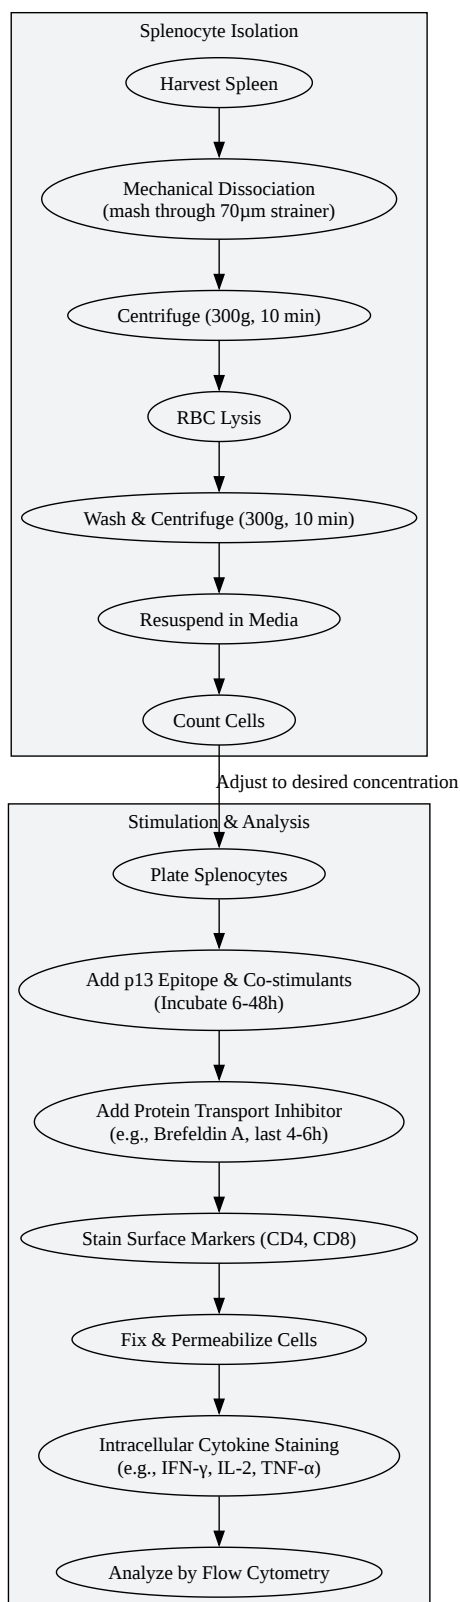 Splenocyte Isolation
Harvest Spleen
Mechanical Dissociation
(mash through 70µm strainer)
Centrifuge (300g, 10 min)
RBC Lysis
Wash & Centrifuge (300g, 10 min)
Resuspend in Media
Count Cells
Adjust to desired concentration
Stimulation & Analysis
Plate Splenocytes
Add p13 Epitope & Co-stimulants
(Incubate 6-48h)
Add Protein Transport Inhibitor
(e.g., Brefeldin A, last 4-6h)
Stain Surface Markers (CD4, CD8)
Fix & Permeabilize Cells
Intracellular Cytokine Staining
(e.g., IFN-γ, IL-2, TNF-α)
Analyze by Flow Cytometry